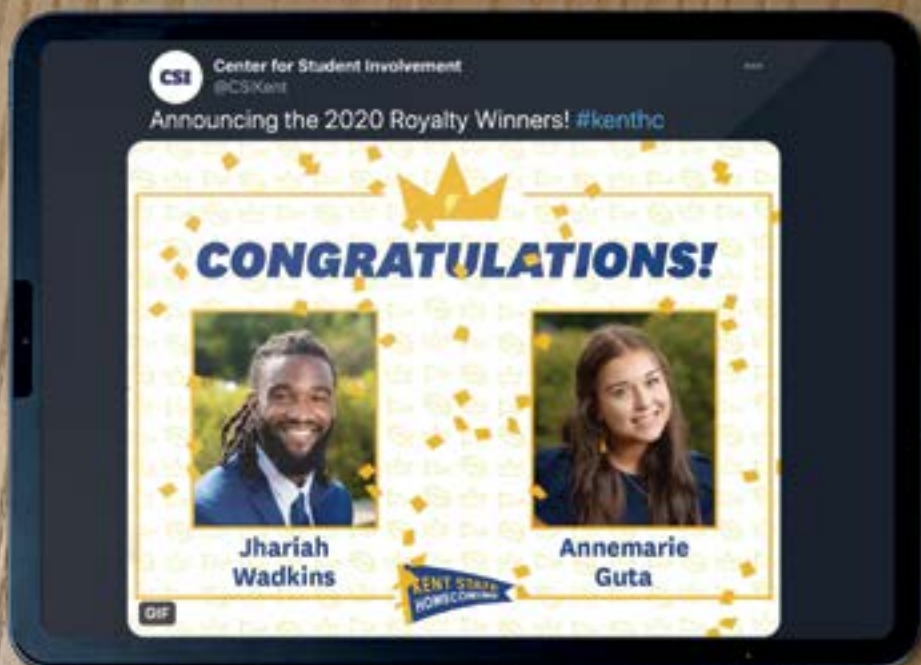 CSI
Center for Student Involvement
@CSIKent
Announcing the 2020 Royalty Winners! #kenthc
CONGRATULATIONS!
Jhariah
Wadkins
Annemarie
Guta
KENT STATE
HOMECOMING
GIF